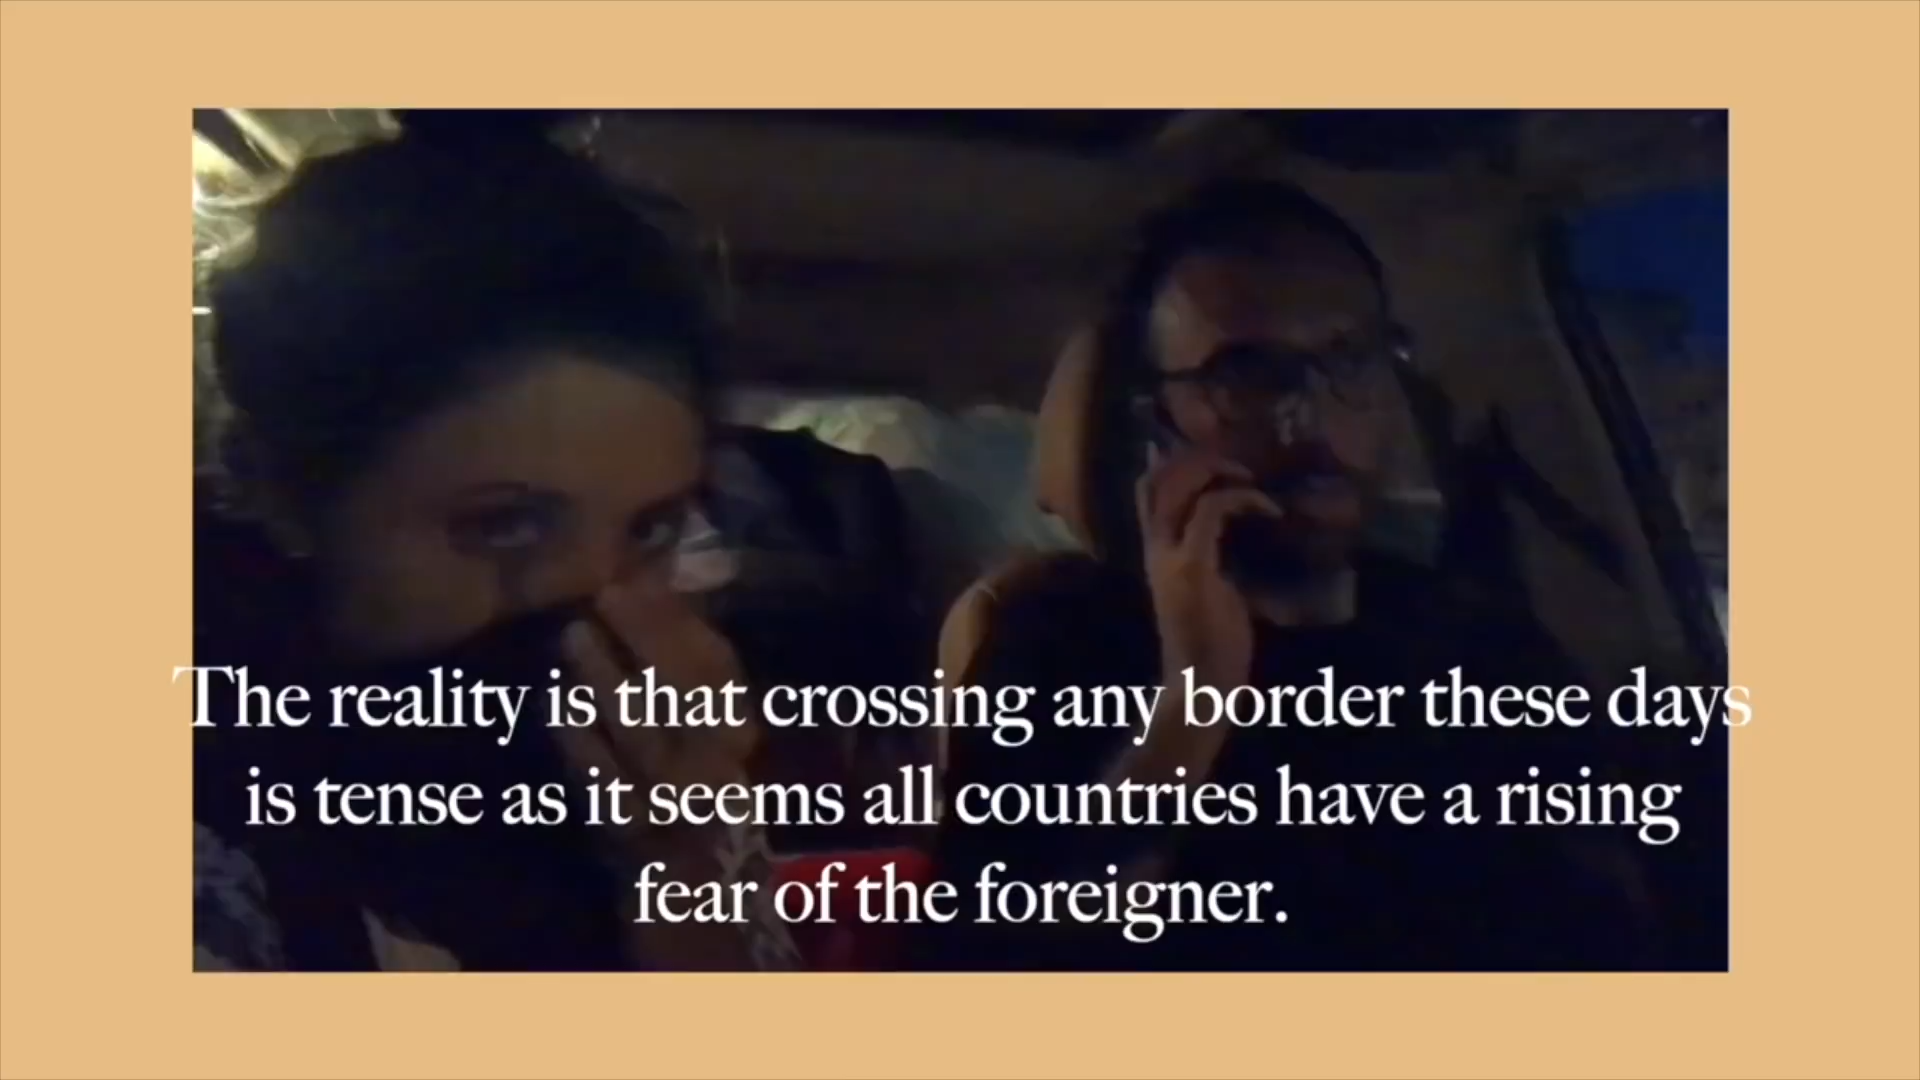 The reality is that crossing any border these days
is tense as it seems all countries have a rising
fear of the foreigner.